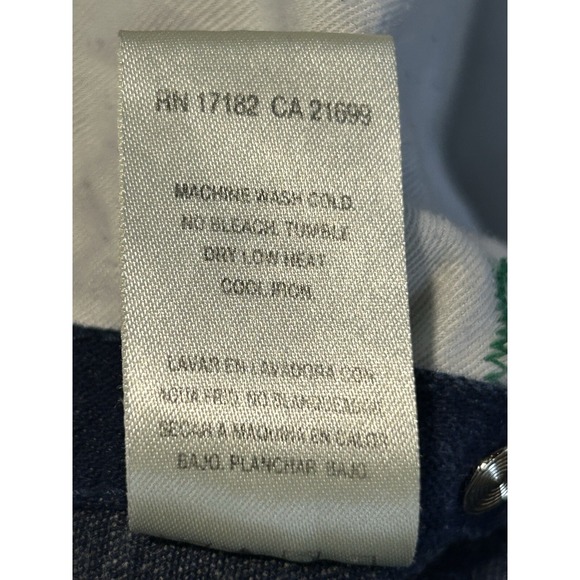 RN 17182 CA 21699
MACHINE WASH COLD.
NO BLEACH. TUMBLE
DRY LOW HEAT.
COOL IRON.
LAVAR EN LAVADORA CON
AGUA FRIO. NO BLANQUEADRAR.
SECAR A MAQUINA EN CALOR
BAJO. PLANCHAR BAJO.